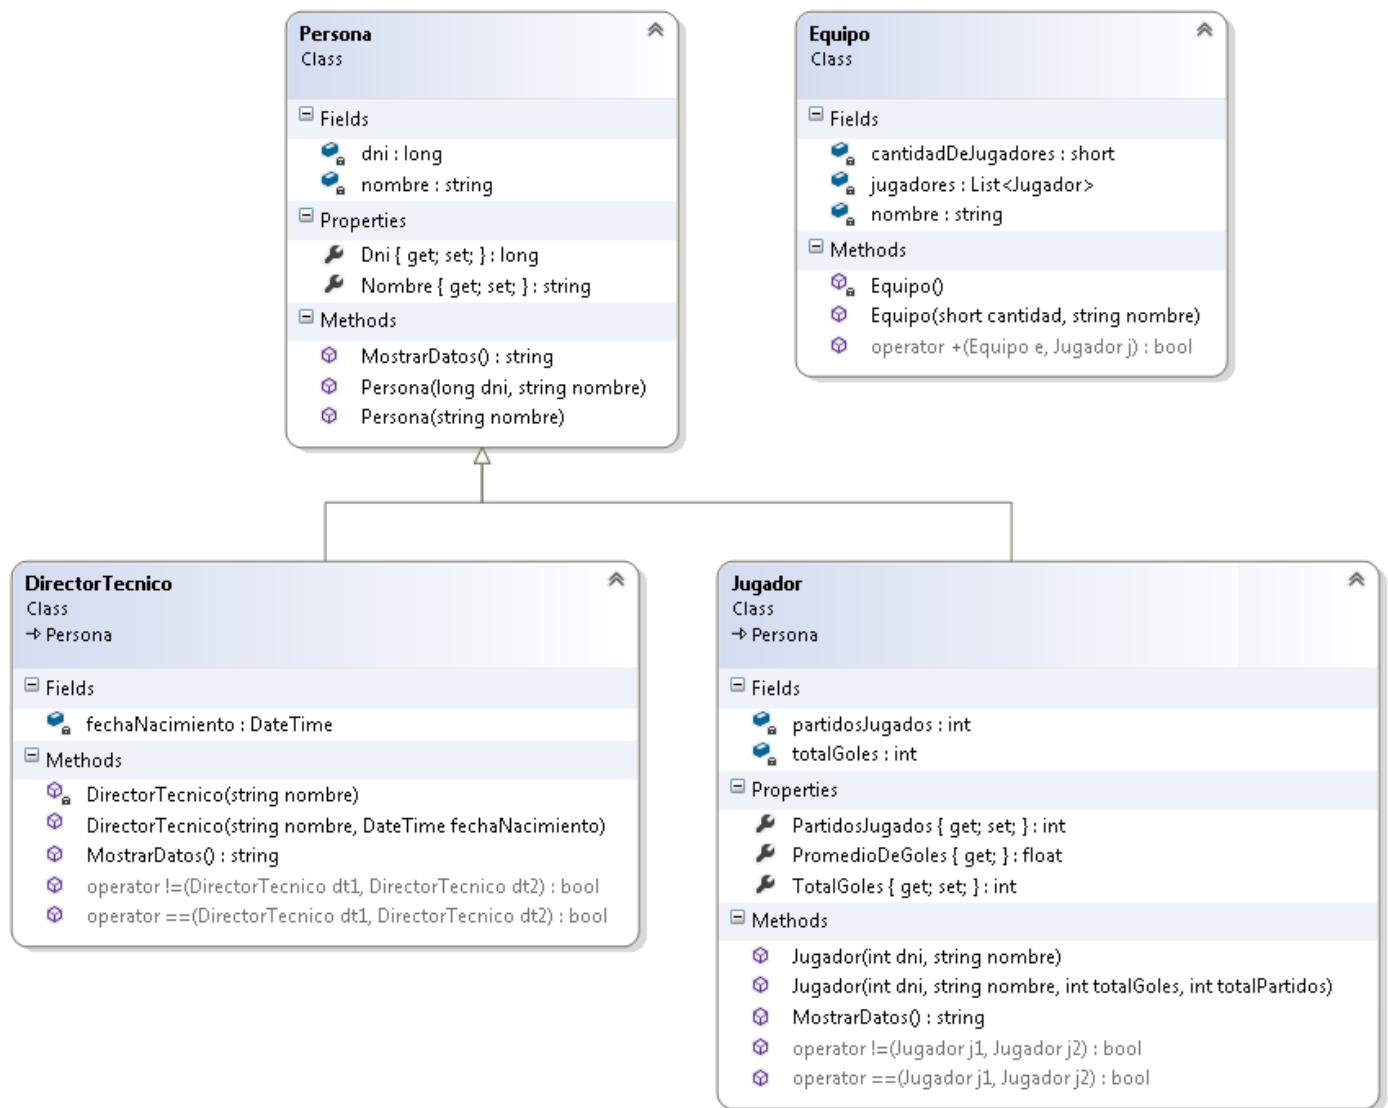 Persona
Class
Fields
dni : long
nombre : string
Properties
Dni { get; set; } : long
Nombre { get; set; } : string
Methods
MostrarDatos() : string
Persona(long dni, string nombre)
Persona(string nombre)
Equipo
Class
Fields
cantidadDeJugadores : short
jugadores : List<Jugador>
nombre : string
Methods
Equipo()
Equipo(short cantidad, string nombre)
operator +(Equipo e, Jugador j) : bool
DirectorTecnico
Class
Persona
Fields
fechaNacimiento : DateTime
Methods
DirectorTecnico(string nombre)
DirectorTecnico(string nombre, DateTime fechaNacimiento)
MostrarDatos() : string
operator !=(DirectorTecnico dt1, DirectorTecnico dt2) : bool
operator ==(DirectorTecnico dt1, DirectorTecnico dt2) : bool
Jugador
Class
Persona
Fields
partidosJugados : int
totalGoles : int
Properties
PartidosJugados { get; set; } : int
PromedioDeGoles { get; } : float
TotalGoles { get; set; } : int
Methods
Jugador(int dni, string nombre)
Jugador(int dni, string nombre, int totalGoles, int totalPartidos)
MostrarDatos() : string
operator !=(Jugador j1, Jugador j2) : bool
operator ==(Jugador j1, Jugador j2) : bool